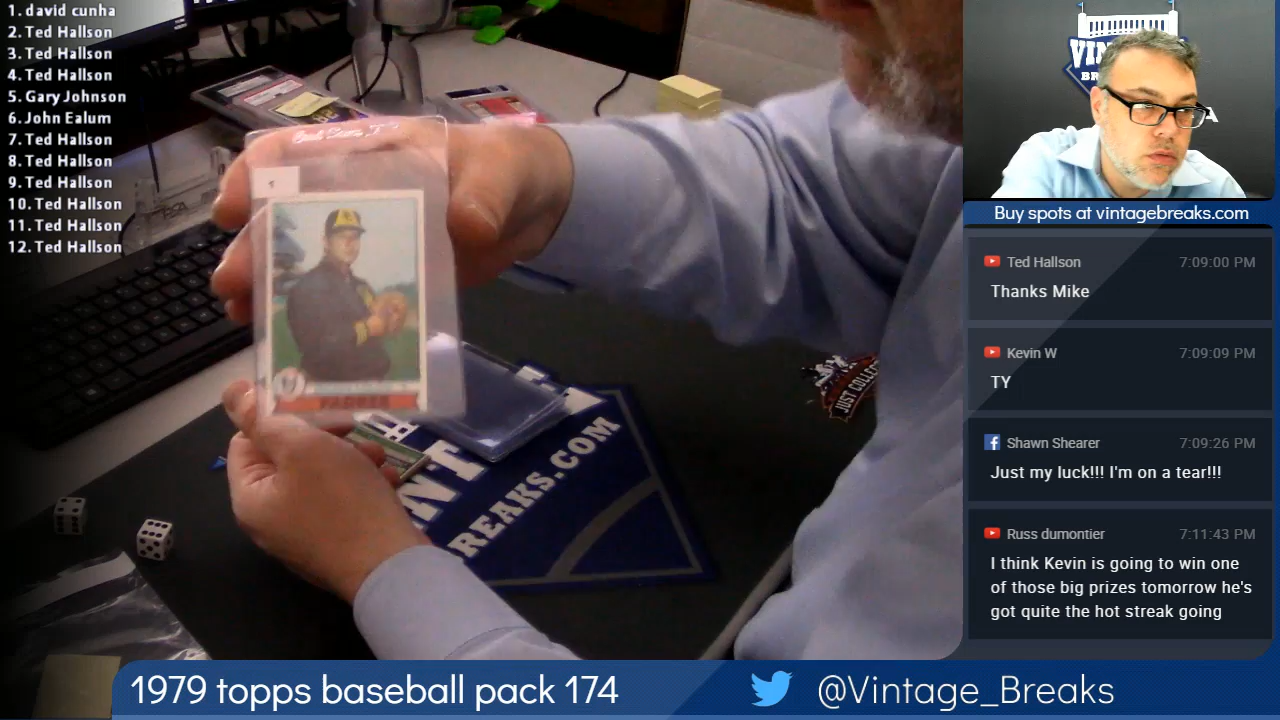 1. david cunha
2. Ted Hallson
3. Ted Hallson
4. Ted Hallson
5. Gary Johnson
6. John Ealum
7. Ted Hallson
8. Ted Hallson
9. Ted Hallson
10. Ted Hallson
11. Ted Hallson
12. Ted Hallson
PADRES
NT
REAKS.COM
JUST COLLE
VIN
BR
A
Buy spots at vintagebreaks.com
Ted Hallson 7:09:00 PM
Thanks Mike
Kevin W 7:09:09 PM
TY
Shawn Shearer 7:09:26 PM
Just my luck!!! I'm on a tear!!!
Russ dumontier 7:11:43 PM
I think Kevin is going to win one
of those big prizes tomorrow he's
got quite the hot streak going
1979 topps baseball pack 174
@Vintage_Breaks